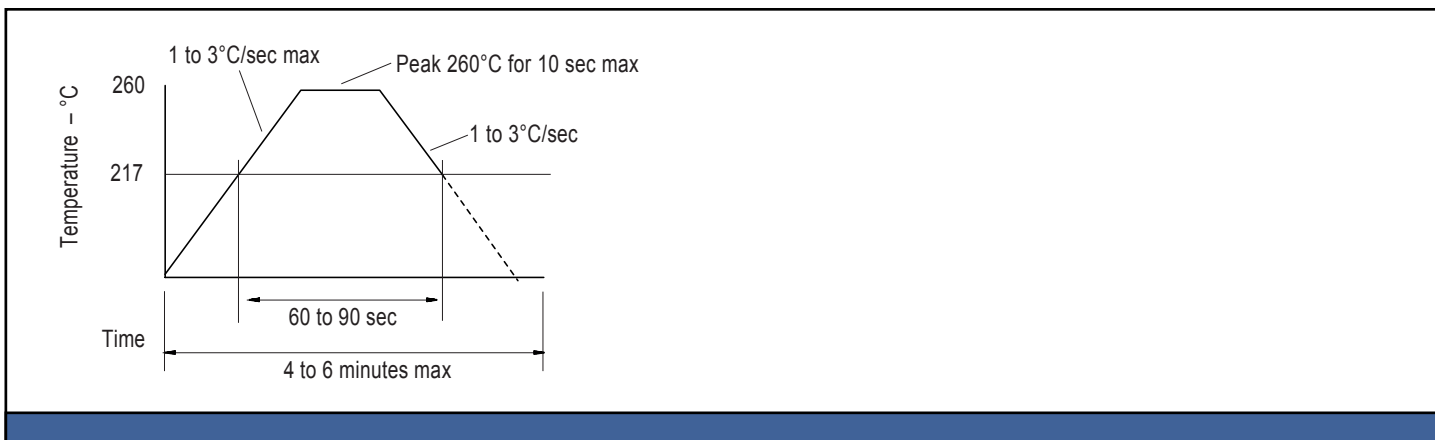 1 to 3°C/sec max
Peak 260°C for 10 sec max
260
1 to 3°C/sec
217
Temperature – °C
60 to 90 sec
Time
4 to 6 minutes max